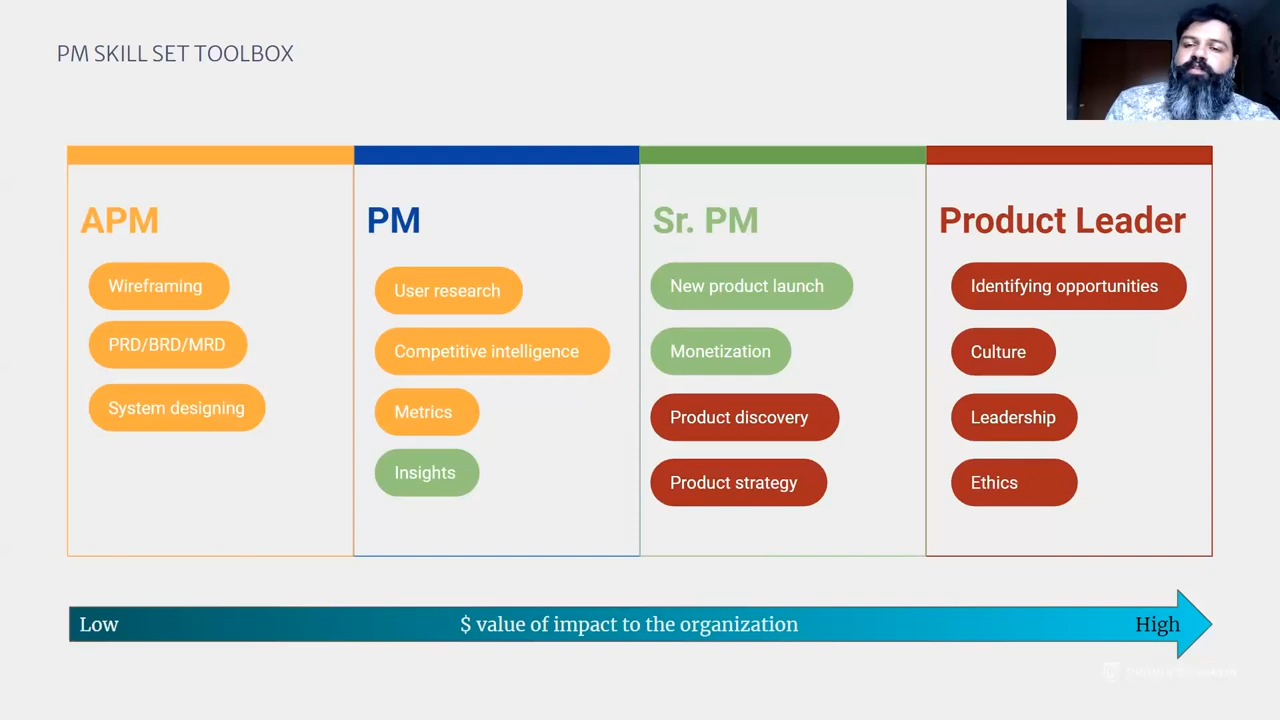 PM SKILL SET TOOLBOX
APM
Wireframing
PRD/BRD/MRD
System designing
PM
User research
Competitive intelligence
Metrics
Insights
Sr. PM
New product launch
Monetization
Product discovery
Product strategy
Product Leader
Identifying opportunities
Culture
Leadership
Ethics
Low
$ value of impact to the organization
High